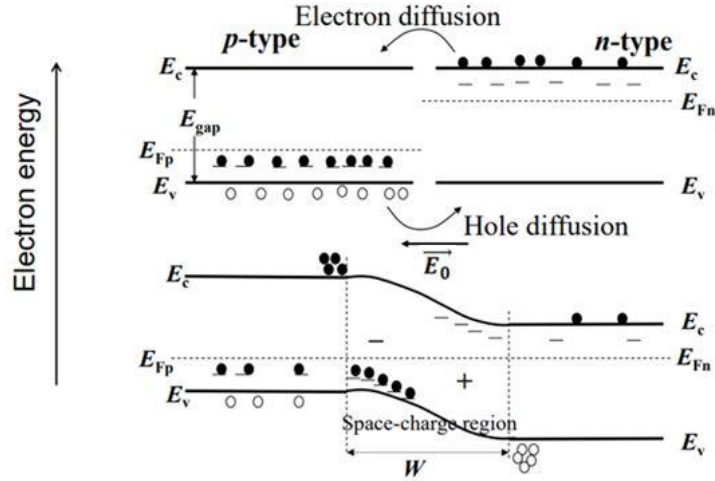 Electron diffusion
p-type
n-type
Ec
Ec
Egap
EFn
EFp
Ev
Ev
Hole diffusion
E0
Ec
Ec
−
EFp
EFn
+
Ev
Space-charge region
Ev
W
Electron energy